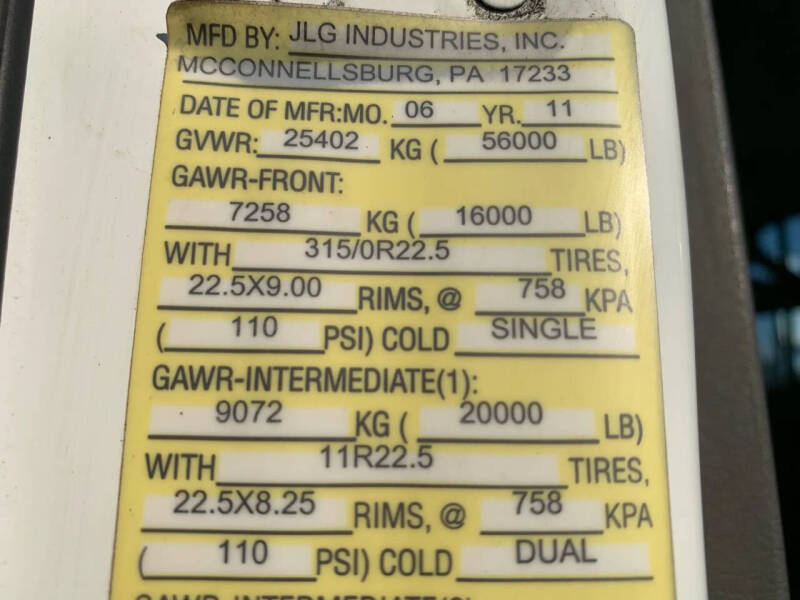 MFD BY: JLG INDUSTRIES, INC.
MCCONNELLSBURG, PA 17233
DATE OF MFR:MO. 06 YR. 11
GVWR: 25402 KG ( 56000 LB)
GAWR-FRONT:
7258 KG ( 16000 LB)
WITH 315/0R22.5 TIRES,
22.5X9.00 RIMS, @ 758 KPA
( 110 PSI) COLD SINGLE
GAWR-INTERMEDIATE(1):
9072 KG ( 20000 LB)
WITH 11R22.5 TIRES,
22.5X8.25 RIMS, @ 758 KPA
( 110 PSI) COLD DUAL